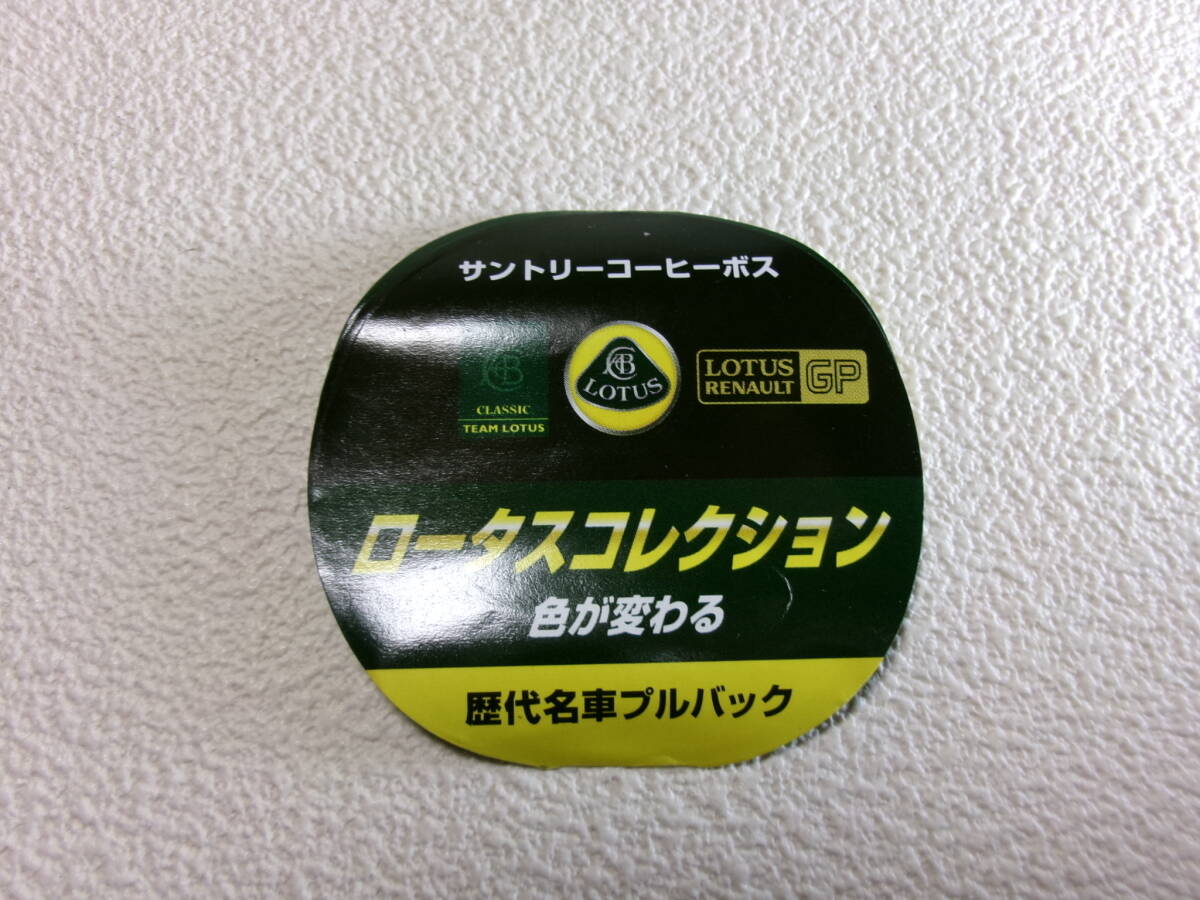 サントリーコーヒーボス
ACBC
CLASSIC
TEAM LOTUS
ACBC
LOTUS
LOTUS
RENAULT
GP
ロータスコレクション
色が変わる
歴代名車プルバック